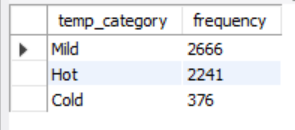 temp_category frequency
Mild 2666
Hot 2241
Cold 376